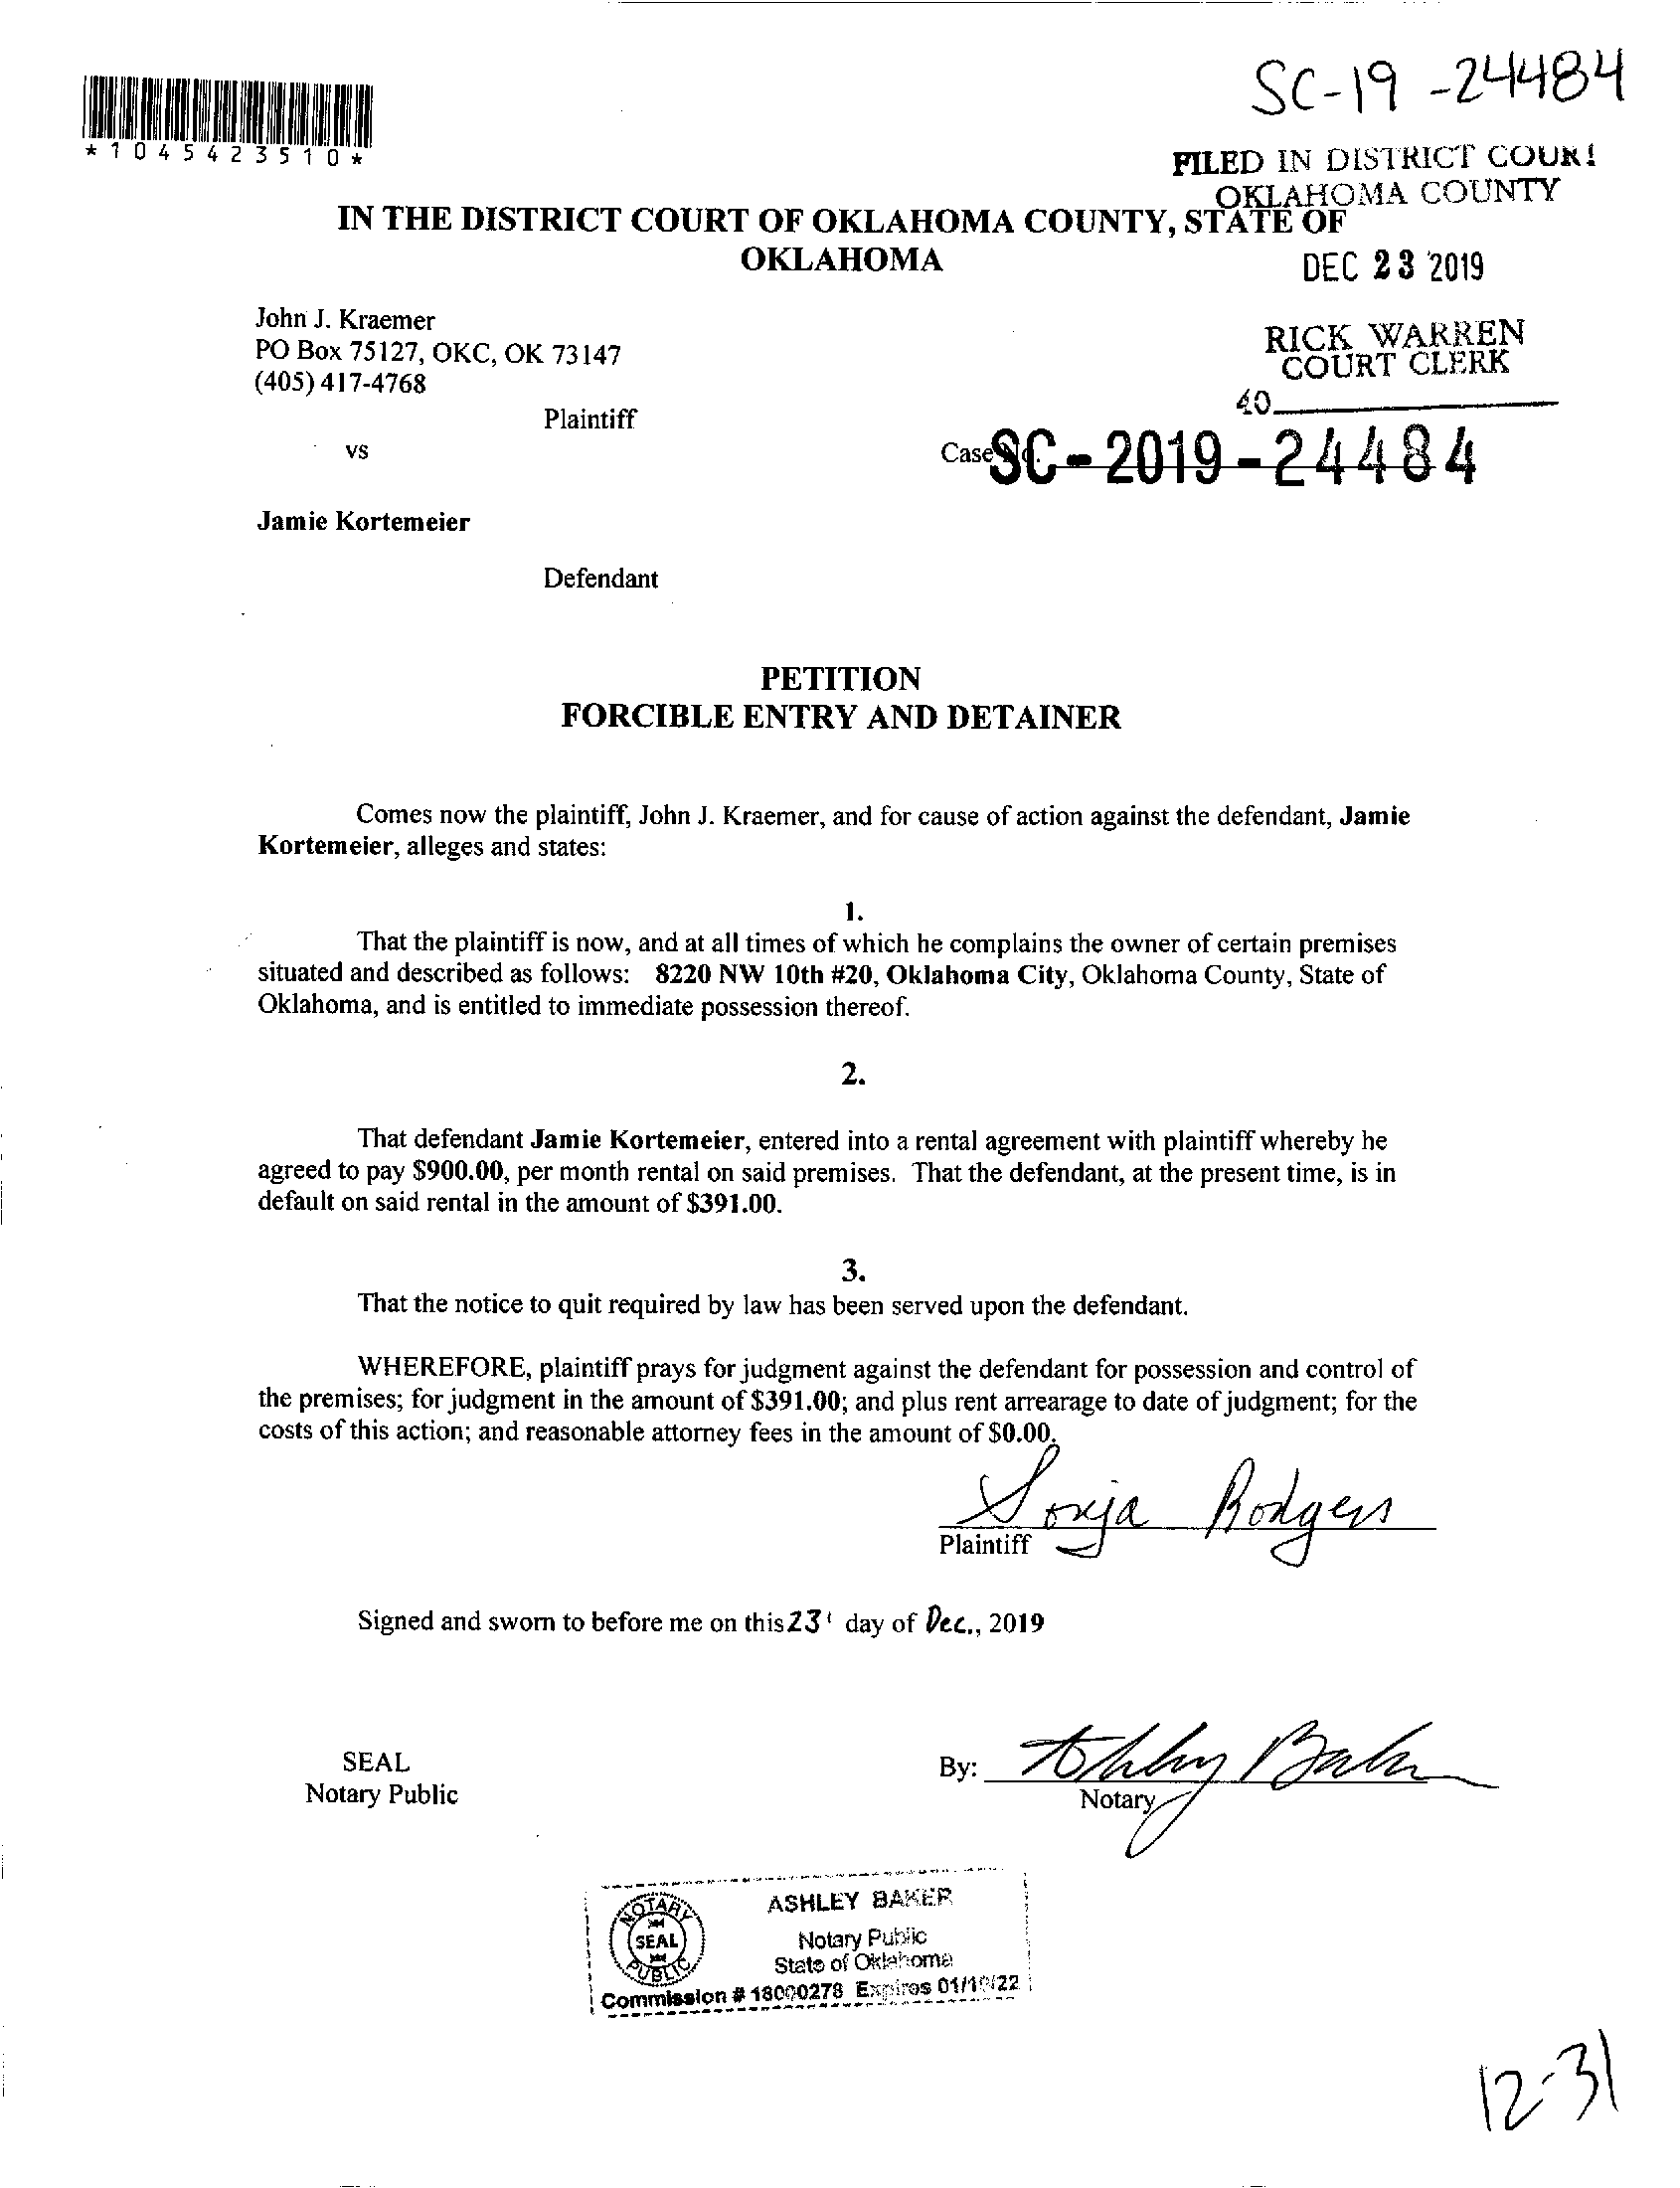 SC-19-24484
*1045423510*
FILED IN DISTRICT COURT
OKLAHOMA COUNTY
IN THE DISTRICT COURT OF OKLAHOMA COUNTY, STATE OF
OKLAHOMA
DEC 23 2019
John J. Kraemer
PO Box 75127, OKC, OK 73147
(405) 417-4768
RICK WARREN
COURT CLERK
40
Plaintiff
vs
Case No. SC-2019-24484
Jamie Kortemeier
Defendant
PETITION
FORCIBLE ENTRY AND DETAINER
Comes now the plaintiff, John J. Kraemer, and for cause of action against the defendant, Jamie
Kortemeier, alleges and states:
1.
That the plaintiff is now, and at all times of which he complains the owner of certain premises
situated and described as follows: 8220 NW 10th #20, Oklahoma City, Oklahoma County, State of
Oklahoma, and is entitled to immediate possession thereof.
2.
That defendant Jamie Kortemeier, entered into a rental agreement with plaintiff whereby he
agreed to pay $900.00, per month rental on said premises. That the defendant, at the present time, is in
default on said rental in the amount of $391.00.
3.
That the notice to quit required by law has been served upon the defendant.
WHEREFORE, plaintiff prays for judgment against the defendant for possession and control of
the premises; for judgment in the amount of $391.00; and plus rent arrearage to date of judgment; for the
costs of this action; and reasonable attorney fees in the amount of $0.00.
Sonja Rodgers
Plaintiff
Signed and sworn to before me on this 23' day of Dec., 2019
SEAL
Notary Public
By: Ashley Baker
Notary
NOTARY
SEAL
PUBLIC
ASHLEY BAKER
Notary Public
State of Oklahoma
Commission # 18000278 Expires 01/10/22
12-31